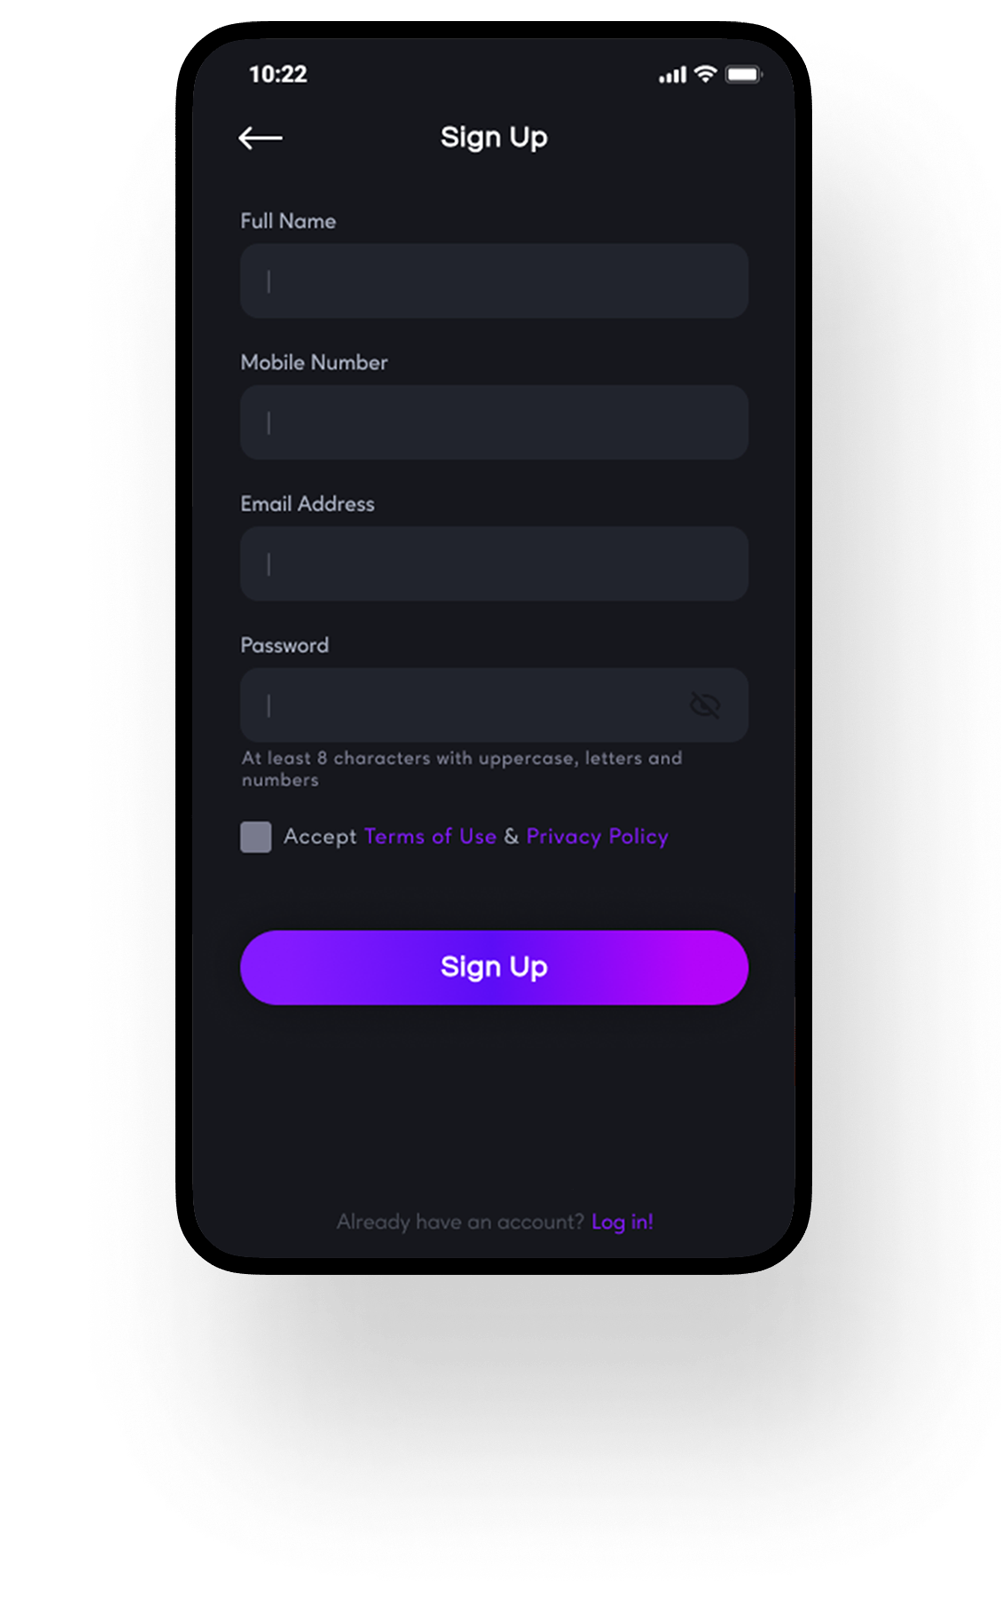 10:22
Sign Up
Full Name
Mobile Number
Email Address
Password
At least 8 characters with uppercase, letters and
numbers
Accept Terms of Use & Privacy Policy
Sign Up
Already have an account? Log in!